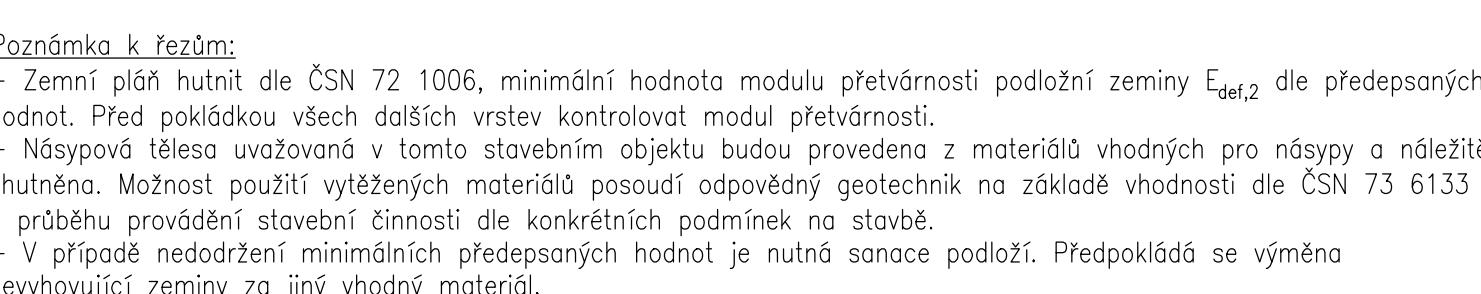 Poznámka k řezům:
- Zemní pláň hutnit dle ČSN 72 1006, minimální hodnota modulu přetvárnosti podložní zeminy Edef,2 dle předepsaných
odnot. Před pokládkou všech dalších vrstev kontrolovat modul přetvárnosti.
- Násypová tělesa uvažovaná v tomto stavebním objektu budou provedena z materiálů vhodných pro násypy a náležitě
hutněna. Možnost použití vytěžených materiálů posoudí odpovědný geotechnik na základě vhodnosti dle ČSN 73 6133
průběhu provádění stavební činnosti dle konkrétních podmínek na stavbě.
- V případě nedodržení minimálních předepsaných hodnot je nutná sanace podloží. Předpokládá se výměna
evyhovující zeminy za jiný vhodný materiál.